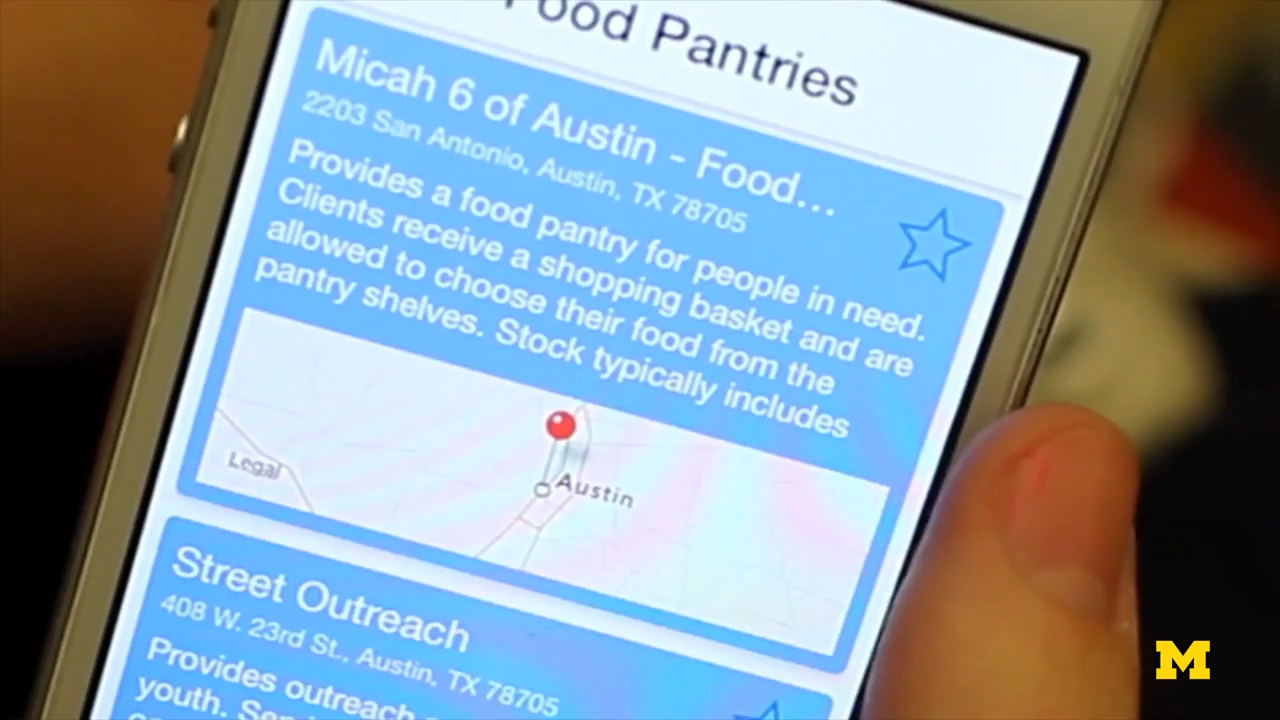 Food Pantries
Micah 6 of Austin - Food...
2203 San Antonio, Austin, TX 78705
Provides a food pantry for people in need.
Clients receive a shopping basket and are
allowed to choose their food from the
pantry shelves. Stock typically includes
Legal
Austin
Street Outreach
408 W. 23rd St., Austin, TX 78705
Provides outreach
youth.
M